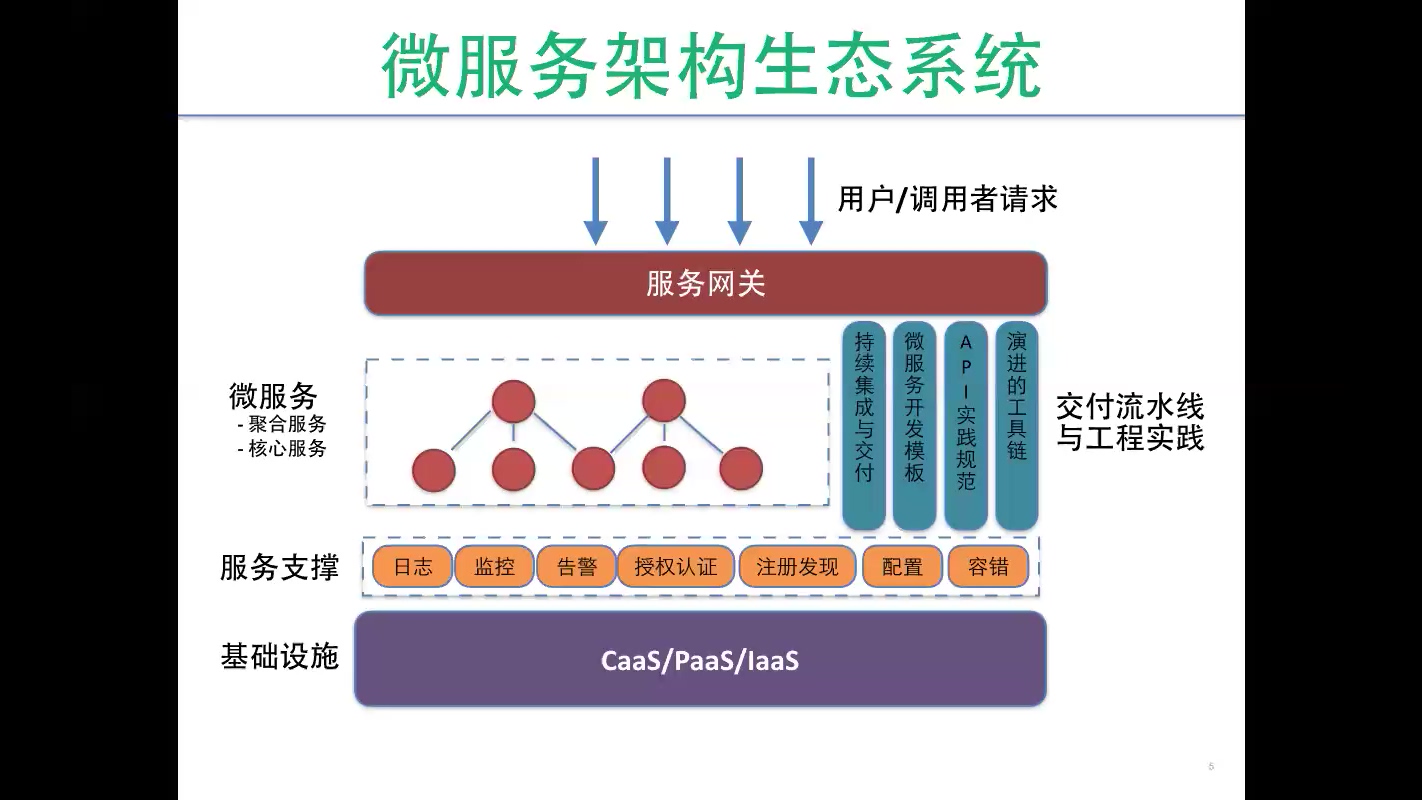 微服务架构生态系统
用户/调用者请求
服务网关
微服务
- 聚合服务
- 核心服务
持续集成与交付
微服务开发模板
API实践规范
演进的工具链
交付流水线
与工程实践
服务支撑
日志
监控
告警
授权认证
注册发现
配置
容错
基础设施
CaaS/PaaS/IaaS
5